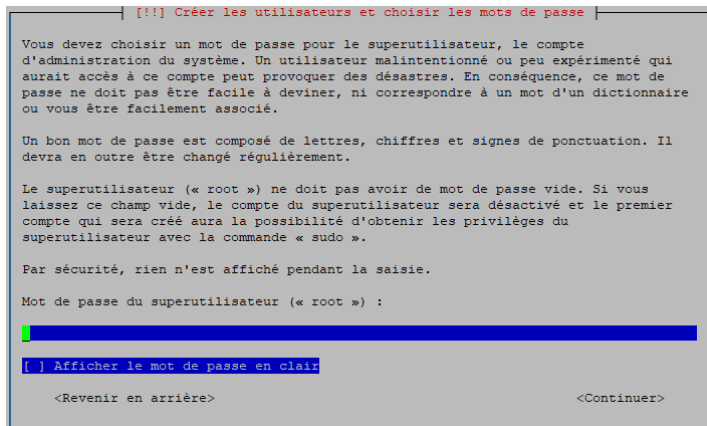 [!!] Créer les utilisateurs et choisir les mots de passe
Vous devez choisir un mot de passe pour le superutilisateur, le compte
d'administration du système. Un utilisateur malintentionné ou peu expérimenté qui
aurait accès à ce compte peut provoquer des désastres. En conséquence, ce mot de
passe ne doit pas être facile à deviner, ni correspondre à un mot d'un dictionnaire
ou vous être facilement associé.
Un bon mot de passe est composé de lettres, chiffres et signes de ponctuation. Il
devra en outre être changé régulièrement.
Le superutilisateur (« root ») ne doit pas avoir de mot de passe vide. Si vous
laissez ce champ vide, le compte du superutilisateur sera désactivé et le premier
compte qui sera créé aura la possibilité d'obtenir les privilèges du
superutilisateur avec la commande « sudo ».
Par sécurité, rien n'est affiché pendant la saisie.
Mot de passe du superutilisateur (« root ») :
[ ] Afficher le mot de passe en clair
<Revenir en arrière> <Continuer>